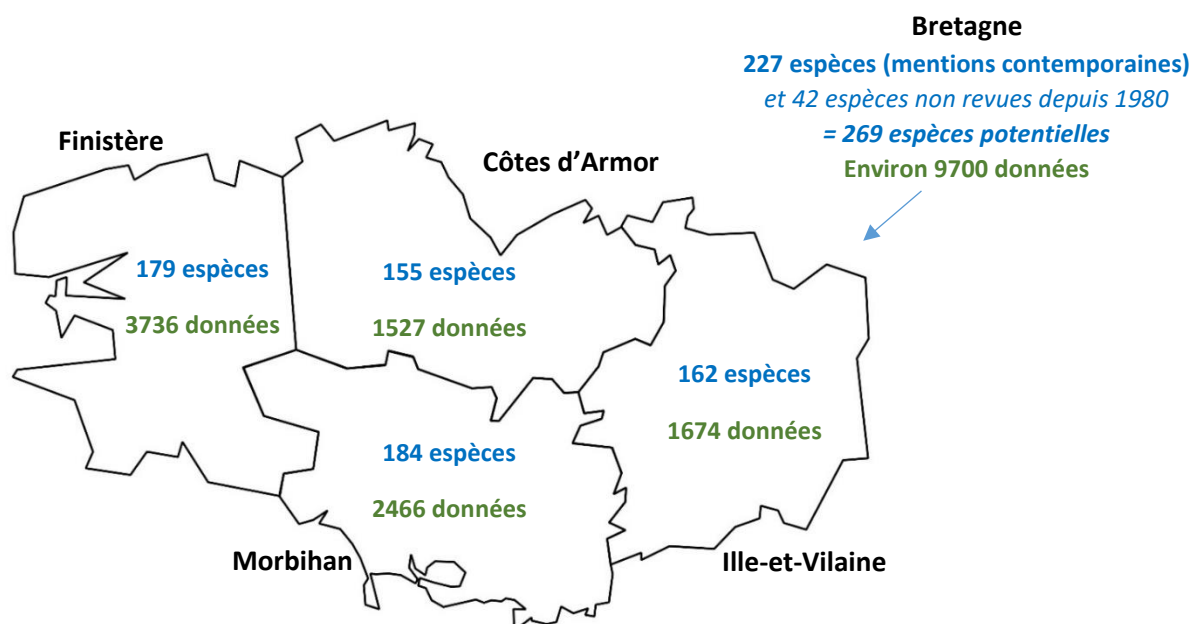 Bretagne
227 espèces (mentions contemporaines)
et 42 espèces non revues depuis 1980
= 269 espèces potentielles
Environ 9700 données
Finistère
Côtes d’Armor
179 espèces
3736 données
155 espèces
1527 données
162 espèces
1674 données
184 espèces
2466 données
Morbihan
Ille-et-Vilaine